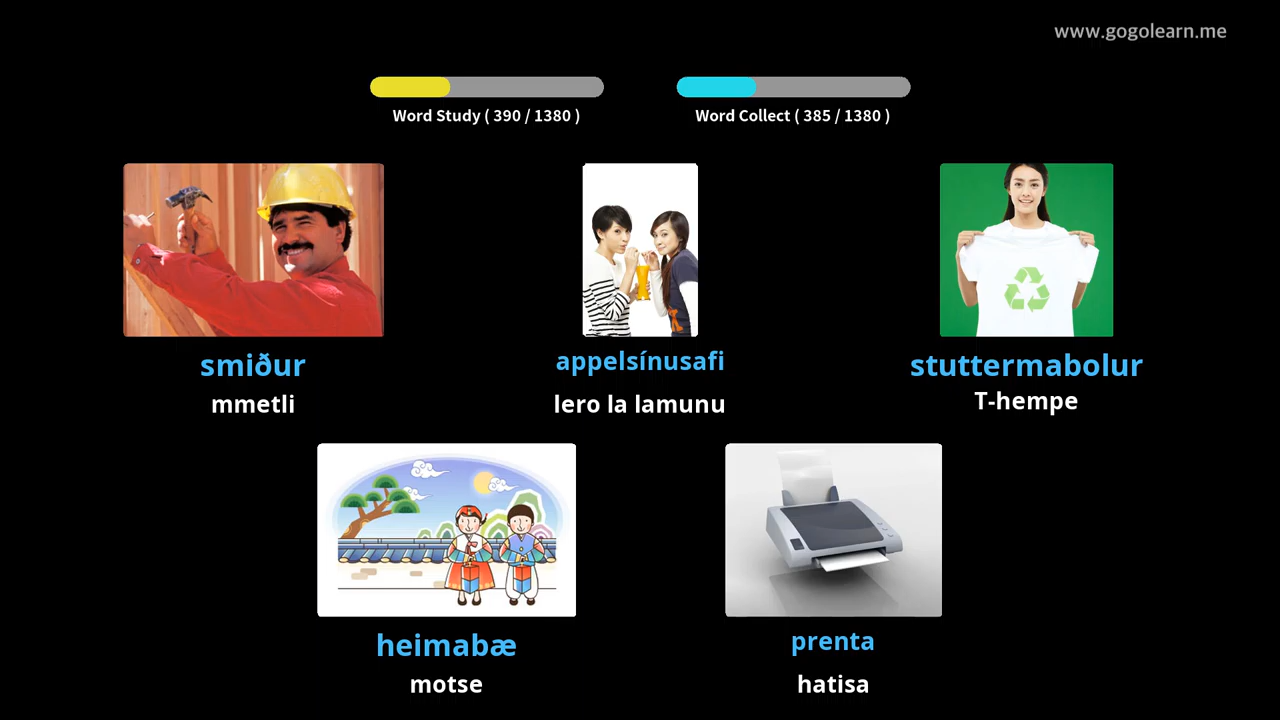 www.gogolearn.me
Word Study ( 390 / 1380 )
Word Collect ( 385 / 1380 )
smiður
mmetli
appelsínusafi
lero la lamunu
stuttermabolur
T-hempe
heimabæ
motse
prenta
hatisa